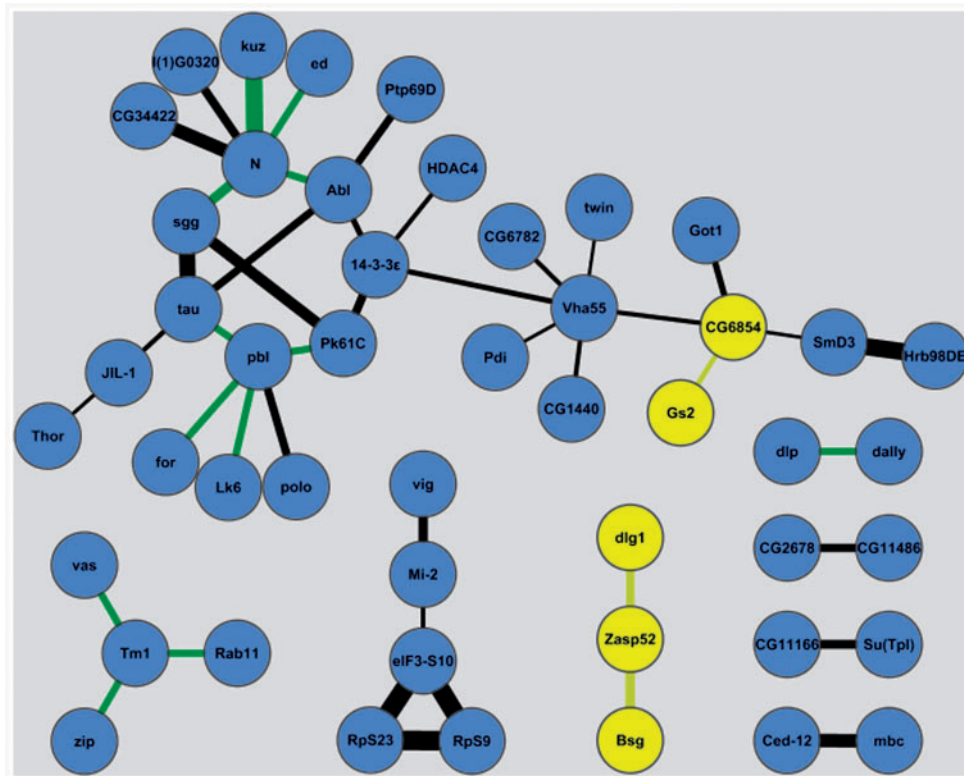 kuz
l(1)G0320
ed
Ptp69D
CG34422
N
Abl
HDAC4
sgg
14-3-3ε
CG6782
twin
Got1
tau
Vha55
CG6854
Pk61C
SmD3
Hrb98DE
pbl
Pdi
JIL-1
CG1440
Gs2
Thor
for
Lk6
polo
vig
dlp
dally
dlg1
CG2678
CG11486
vas
Mi-2
Tm1
Rab11
eIF3-S10
Zasp52
CG11166
Su(Tpl)
zip
RpS23
RpS9
Bsg
Ced-12
mbc